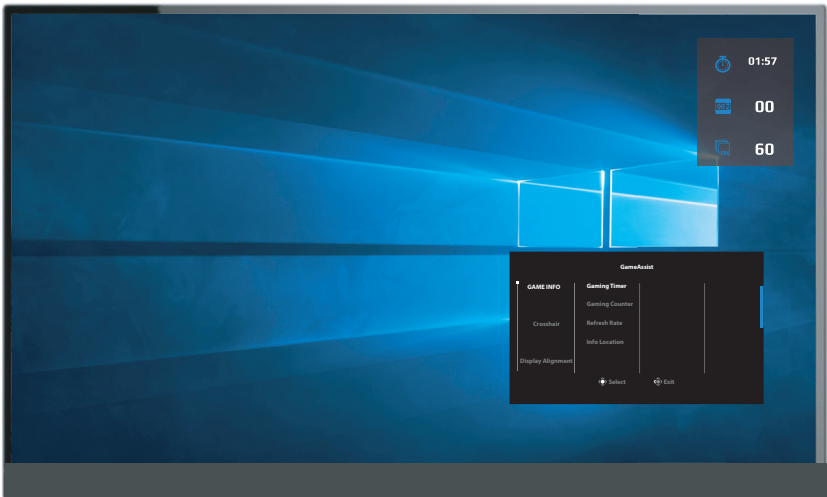 01:57
00
60
GameAssist
GAME INFO
Gaming Timer
Gaming Counter
Crosshair
Refresh Rate
Info Location
Display Alignment
Select
Exit